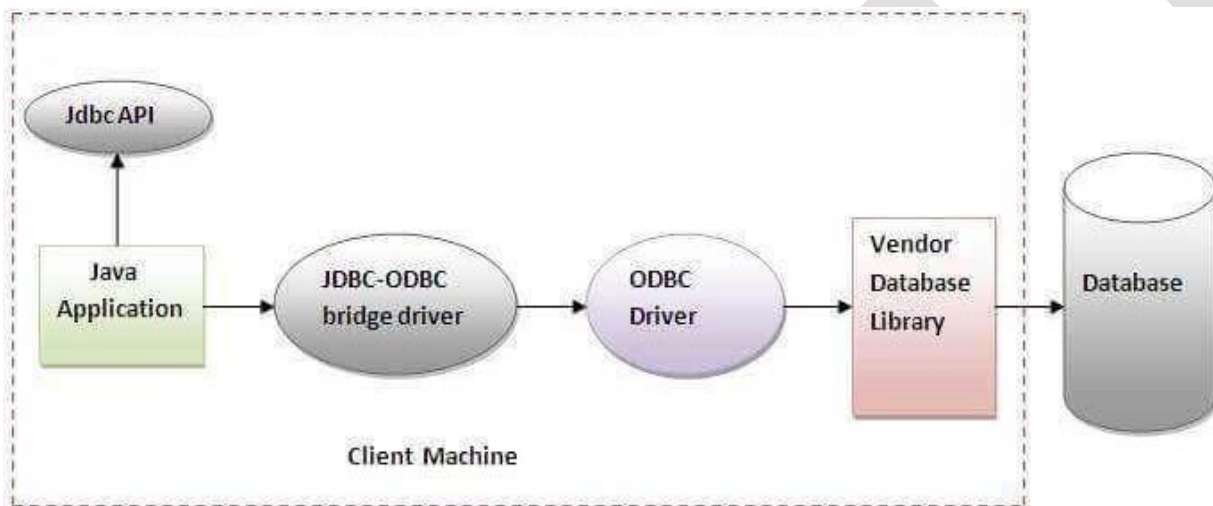 Jdbc API
Java
Application
JDBC-ODBC
bridge driver
ODBC
Driver
Vendor
Database
Library
Database
Client Machine